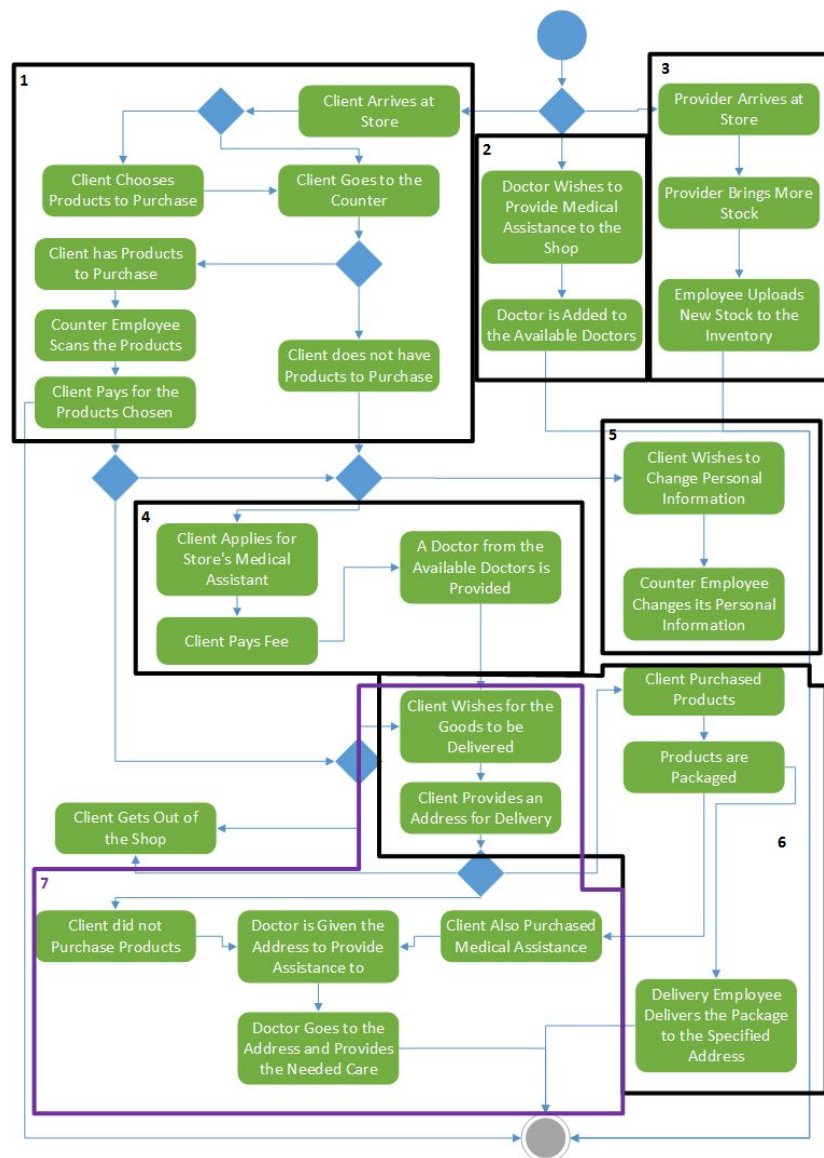 1
Client Arrives at
Store
Client Chooses
Products to Purchase
Client Goes to the
Counter
Client has Products
to Purchase
Counter Employee
Scans the Products
Client does not have
Products to Purchase
Client Pays for the
Products Chosen
2
Doctor Wishes to
Provide Medical
Assistance to the
Shop
Doctor is Added to
the Available Doctors
3
Provider Arrives at
Store
Provider Brings More
Stock
Employee Uploads
New Stock to the
Inventory
4
Client Applies for
Store's Medical
Assistant
Client Pays Fee
A Doctor from the
Available Doctors is
Provided
5
Client Wishes to
Change Personal
Information
Counter Employee
Changes its Personal
Information
Client Purchased
Products
Products are
Packaged
6
Client Wishes for the
Goods to be
Delivered
Client Provides an
Address for Delivery
Client Gets Out of
the Shop
7
Client did not
Purchase Products
Doctor is Given the
Address to Provide
Assistance to
Client Also Purchased
Medical Assistance
Doctor Goes to the
Address and Provides
the Needed Care
Delivery Employee
Delivers the Package
to the Specified
Address